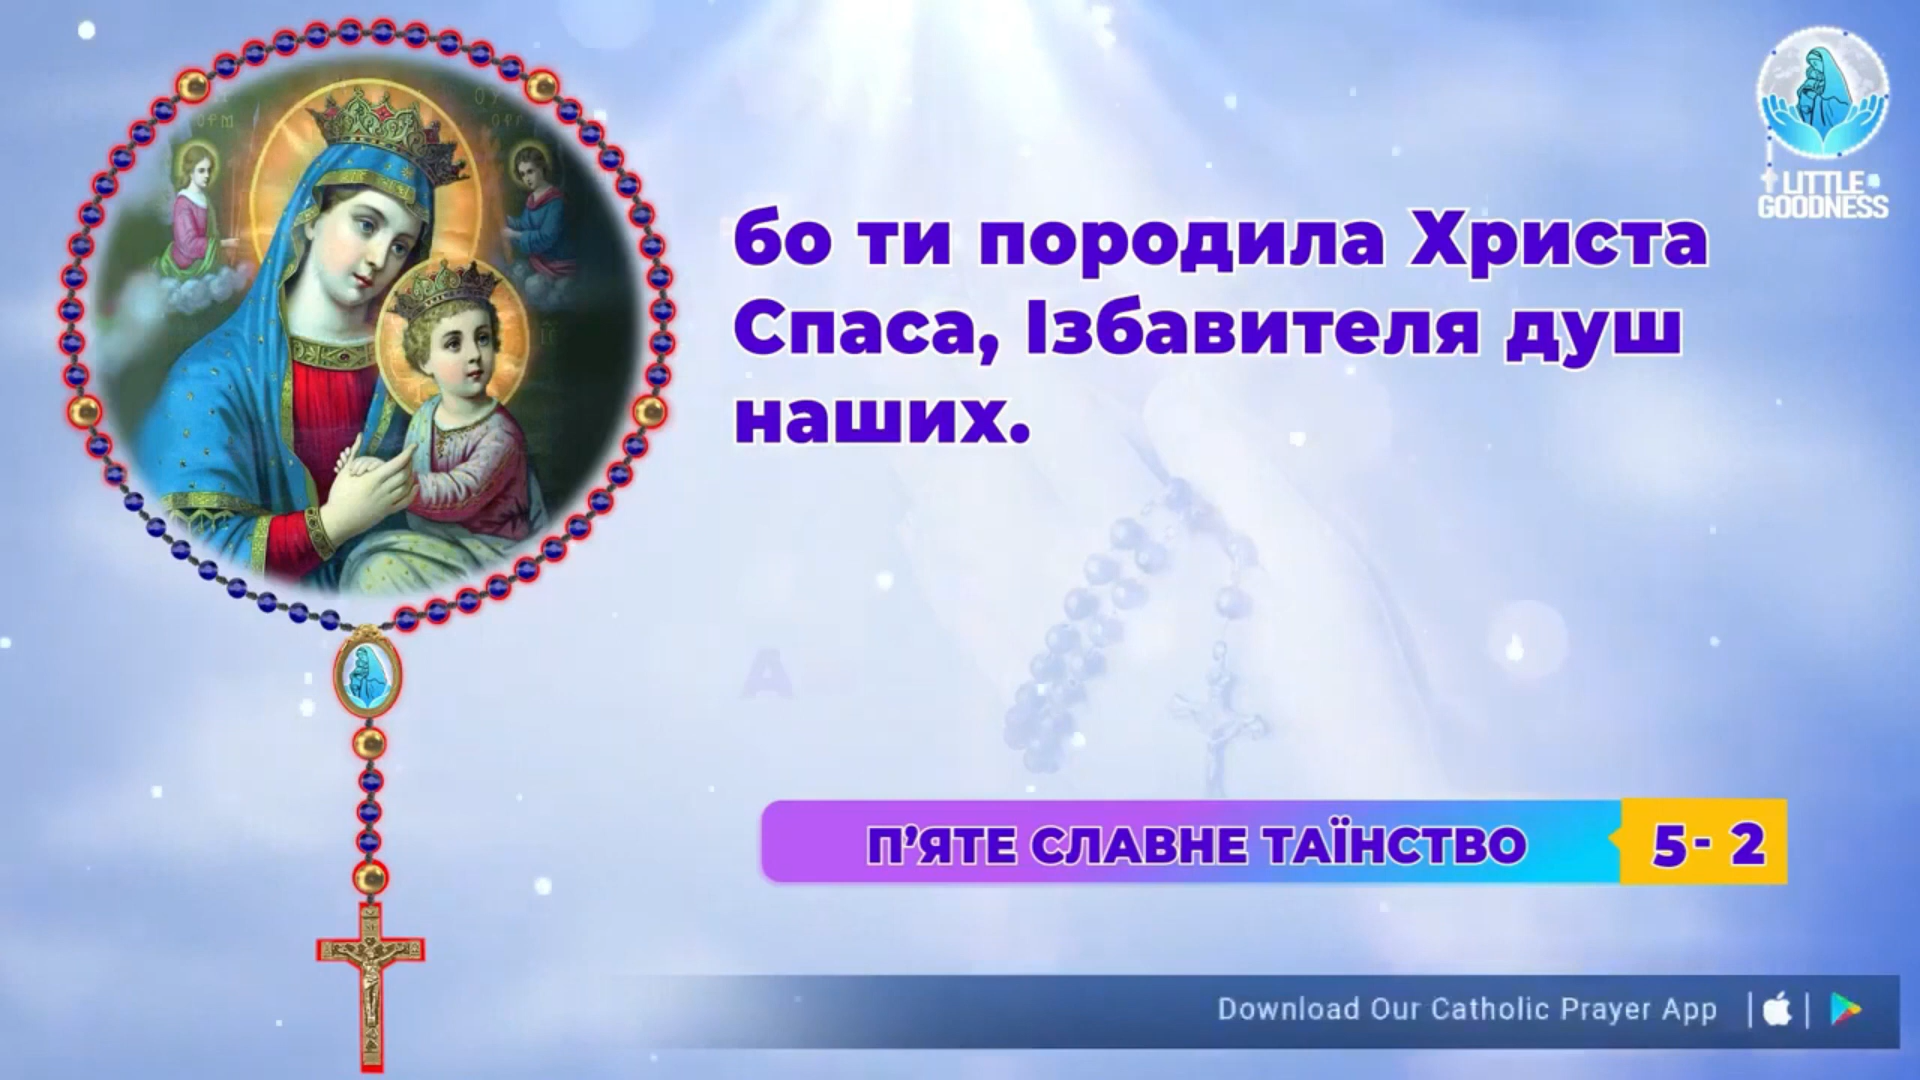 LITTLE
GOODNESS
бо ти породила Христа
Спаса, Ізбавителя душ
наших.
А
П’ЯТЕ СЛАВНЕ ТАЇНСТВО
5- 2
Download Our Catholic Prayer App